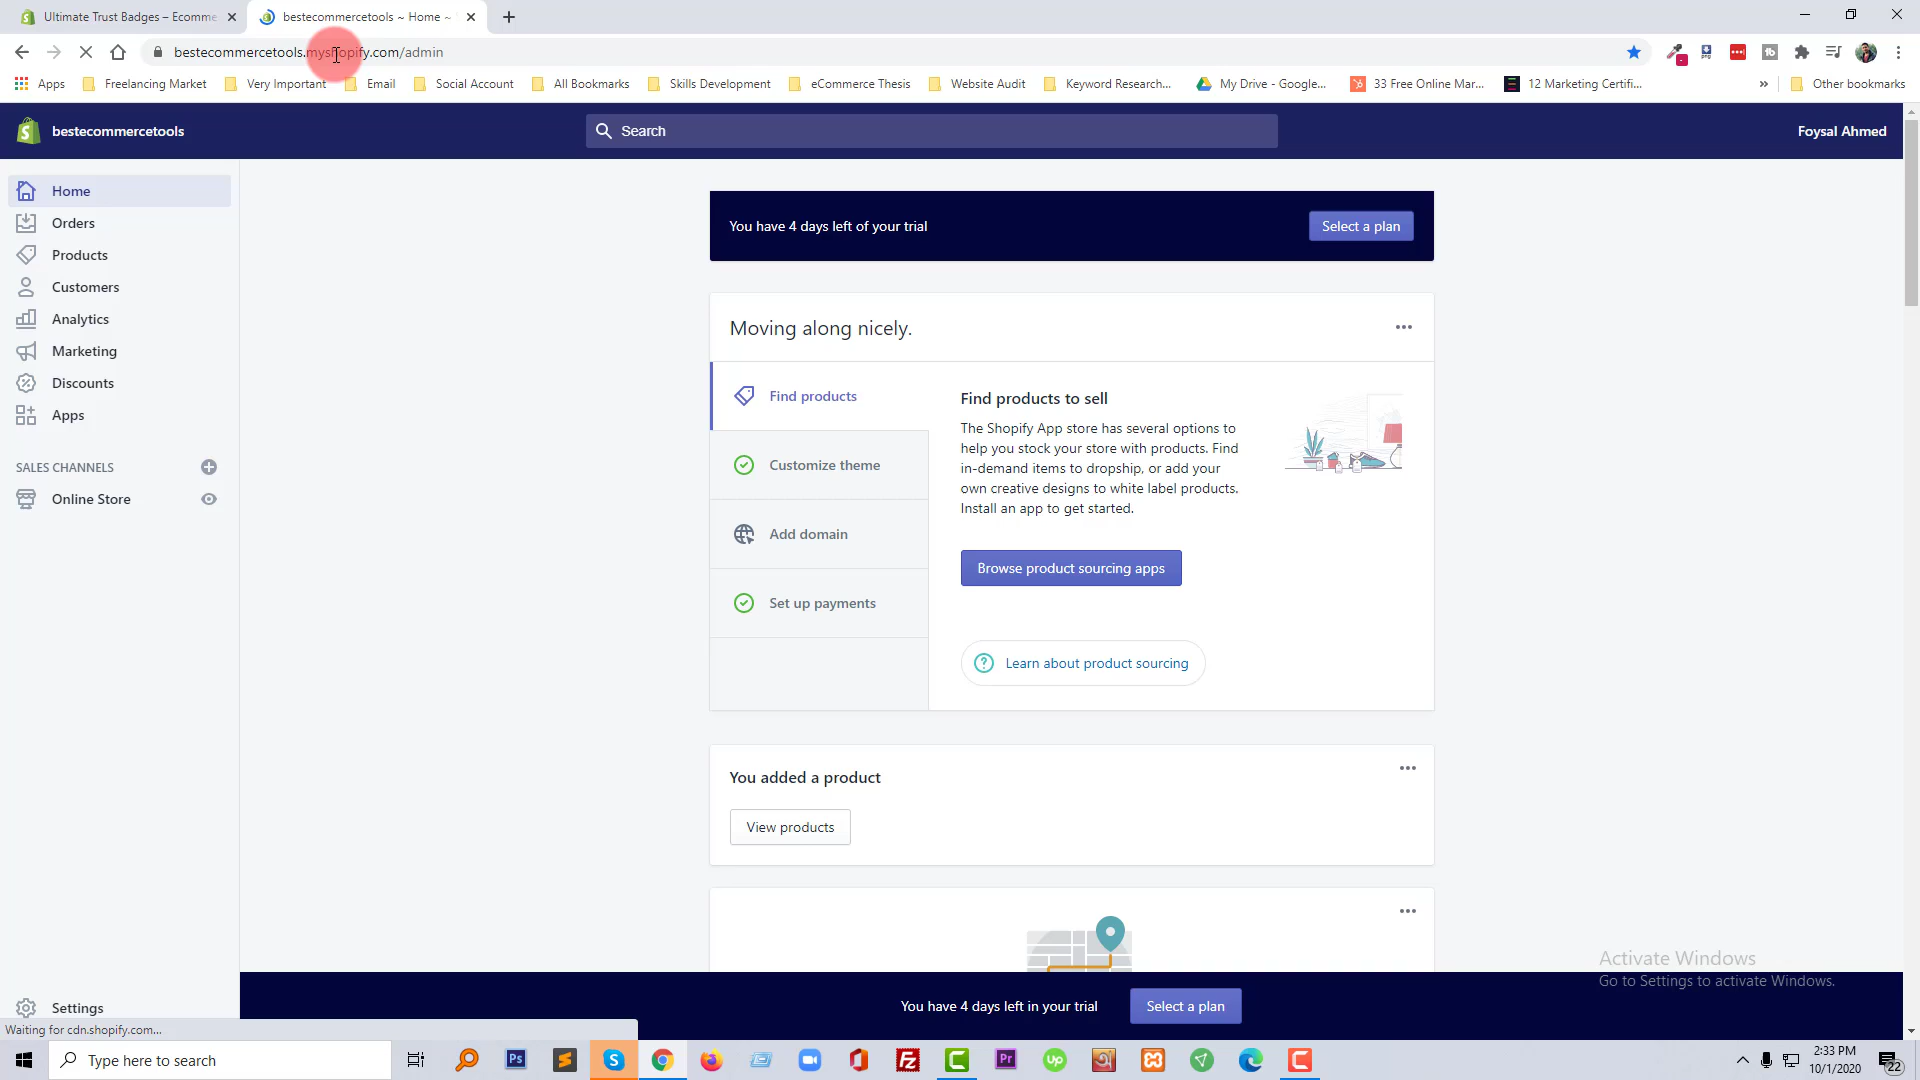 Ultimate Trust Badges – Ecomme
bestecommercetools ~ Home ~
bestecommercetools.myshopify.com/admin
Apps
Freelancing Market
Very Important
Email
Social Account
All Bookmarks
Skills Development
eCommerce Thesis
Website Audit
Keyword Research...
My Drive - Google...
33 Free Online Mar...
12 Marketing Certifi...
»
Other bookmarks
bestecommercetools
Search
Foysal Ahmed
Home
Orders
Products
Customers
Analytics
Marketing
Discounts
Apps
SALES CHANNELS
Online Store
Settings
You have 4 days left of your trial
Select a plan
Moving along nicely.
Find products
Customize theme
Add domain
Set up payments
Find products to sell
The Shopify App store has several options to
help you stock your store with products. Find
in-demand items to dropship, or add your
own creative designs to white label products.
Install an app to get started.
Browse product sourcing apps
Learn about product sourcing
You added a product
View products
Activate Windows
Go to Settings to activate Windows.
You have 4 days left in your trial
Select a plan
Waiting for cdn.shopify.com...
Type here to search
2:33 PM
10/1/2020
22